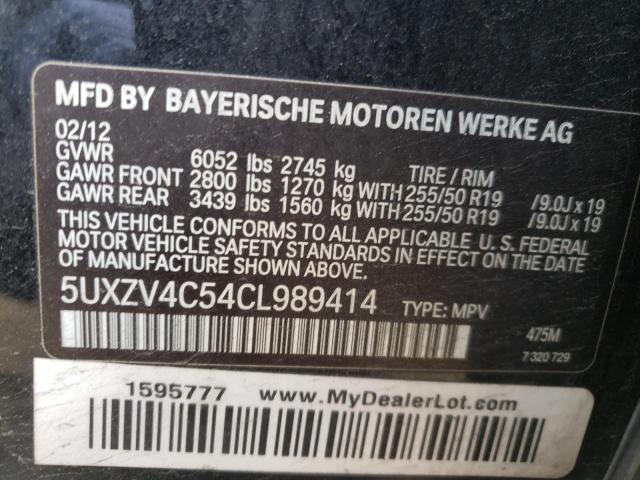 MFD BY BAYERISCHE MOTOREN WERKE AG
02/12
GVWR 6052 lbs 2745 kg TIRE / RIM
GAWR FRONT 2800 lbs 1270 kg WITH 255/50 R19 /9.0J x 19
GAWR REAR 3439 lbs 1560 kg WITH 255/50 R19 /9.0J x 19
THIS VEHICLE CONFORMS TO ALL APPLICABLE U. S. FEDERAL
MOTOR VEHICLE SAFETY STANDARDS IN EFFECT ON THE DATE
OF MANUFACTURE SHOWN ABOVE.
5UXZV4C54CL989414 TYPE: MPV
475M
7 320 729
1595777 www.MyDealerLot.com